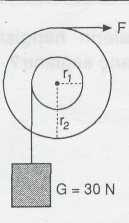 F
r₁
r₂
G = 30 N